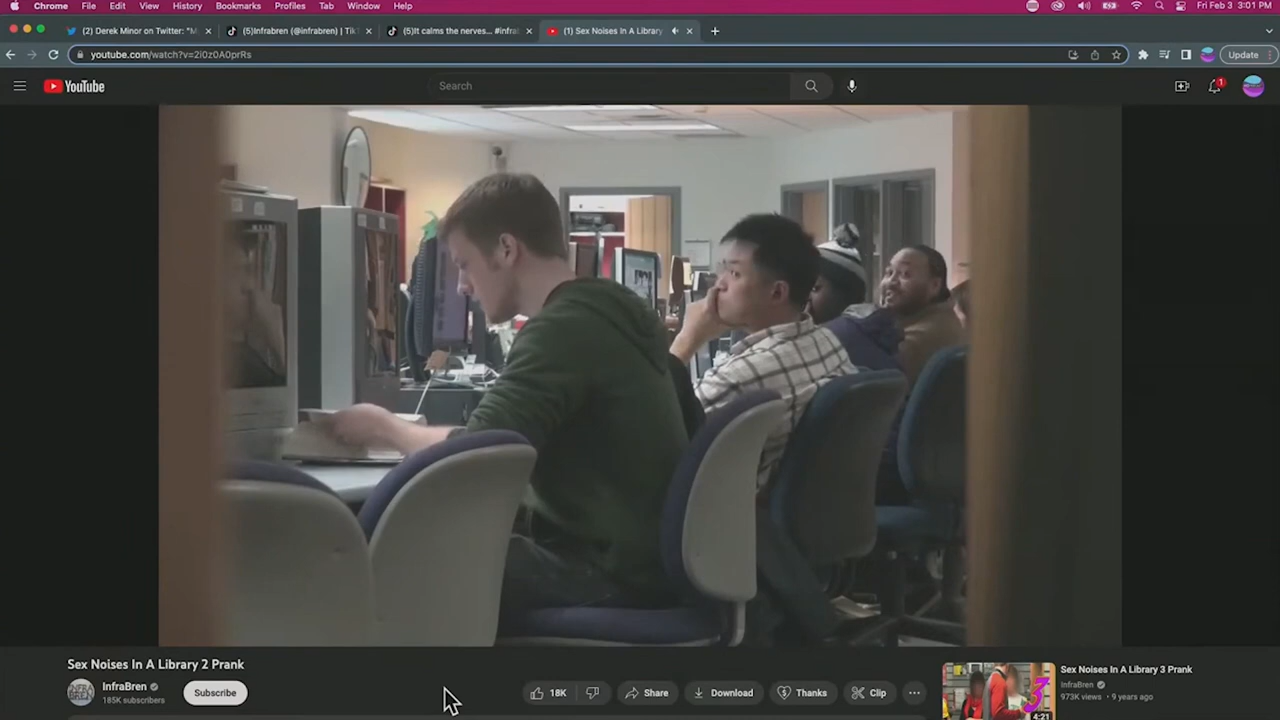 Chrome File Edit View History Bookmarks Profiles Tab Window Help Fri Feb 3 3:01 PM
(2) Derek Minor on Twitter: "M (5)Infrabren (@infrabren) | Tik (5)It calms the nerves... #infra (1) Sex Noises In A Library
youtube.com/watch?v=2i0z0A0prRs Update
YouTube Search 1
Sex Noises In A Library 2 Prank
InfraBren
185K subscribers
Subscribe 18K Share Download Thanks Clip
Sex Noises In A Library 3 Prank
InfraBren
973K views • 9 years ago
3
4:21